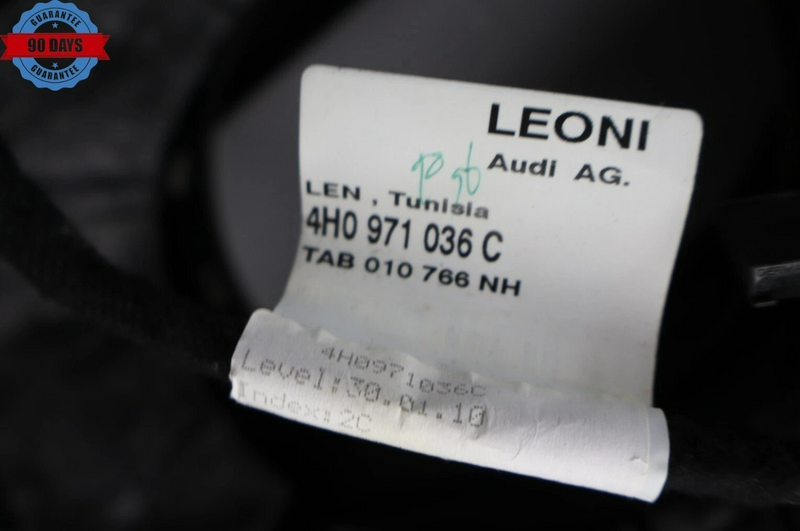 GUARANTEE
90 DAYS
GUARANTEE
LEONI
Audi AG.
LEN , Tunisia
4H0 971 036 C
TAB 010 766 NH
4H0971036C
Level:30.01.10
Index:2C